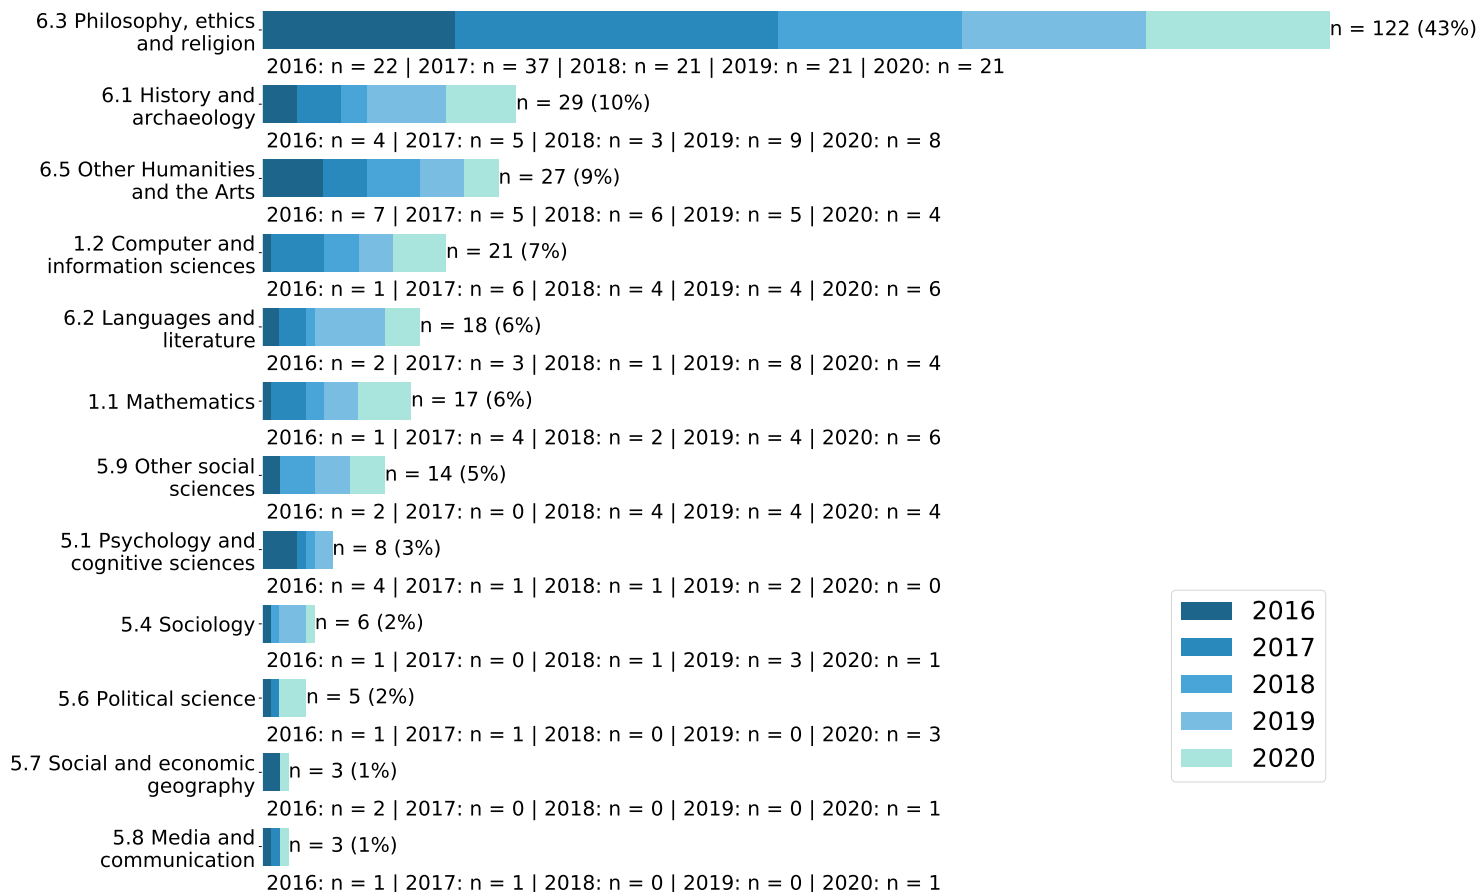 6.3 Philosophy, ethics
and religion
n = 122 (43%)
2016: n = 22 | 2017: n = 37 | 2018: n = 21 | 2019: n = 21 | 2020: n = 21
6.1 History and
archaeology
n = 29 (10%)
2016: n = 4 | 2017: n = 5 | 2018: n = 3 | 2019: n = 9 | 2020: n = 8
6.5 Other Humanities
and the Arts
n = 27 (9%)
2016: n = 7 | 2017: n = 5 | 2018: n = 6 | 2019: n = 5 | 2020: n = 4
1.2 Computer and
information sciences
n = 21 (7%)
2016: n = 1 | 2017: n = 6 | 2018: n = 4 | 2019: n = 4 | 2020: n = 6
6.2 Languages and
literature
n = 18 (6%)
2016: n = 2 | 2017: n = 3 | 2018: n = 1 | 2019: n = 8 | 2020: n = 4
1.1 Mathematics
n = 17 (6%)
2016: n = 1 | 2017: n = 4 | 2018: n = 2 | 2019: n = 4 | 2020: n = 6
5.9 Other social
sciences
n = 14 (5%)
2016: n = 2 | 2017: n = 0 | 2018: n = 4 | 2019: n = 4 | 2020: n = 4
5.1 Psychology and
cognitive sciences
n = 8 (3%)
2016: n = 4 | 2017: n = 1 | 2018: n = 1 | 2019: n = 2 | 2020: n = 0
5.4 Sociology
n = 6 (2%)
2016: n = 1 | 2017: n = 0 | 2018: n = 1 | 2019: n = 3 | 2020: n = 1
5.6 Political science
n = 5 (2%)
2016: n = 1 | 2017: n = 1 | 2018: n = 0 | 2019: n = 0 | 2020: n = 3
5.7 Social and economic
geography
n = 3 (1%)
2016: n = 2 | 2017: n = 0 | 2018: n = 0 | 2019: n = 0 | 2020: n = 1
5.8 Media and
communication
n = 3 (1%)
2016: n = 1 | 2017: n = 1 | 2018: n = 0 | 2019: n = 0 | 2020: n = 1
2016
2017
2018
2019
2020